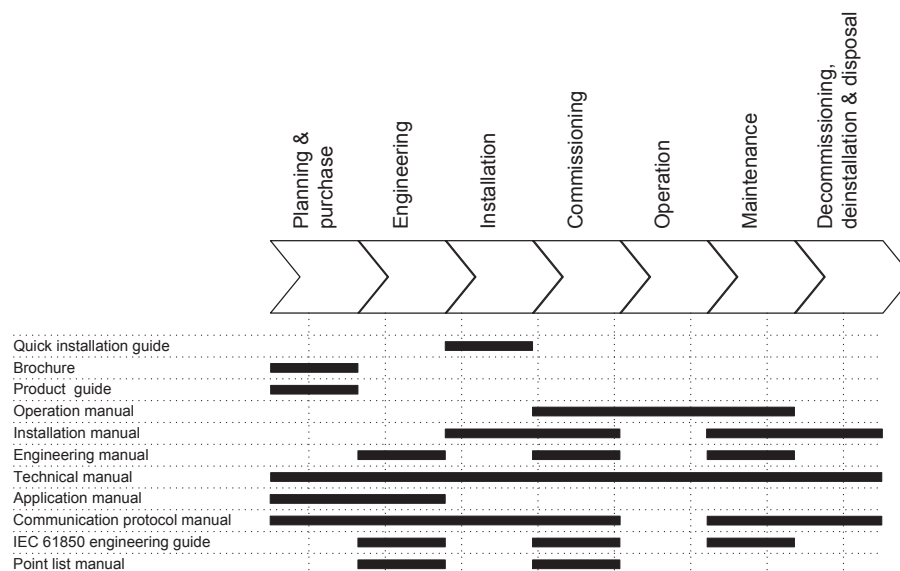 Planning &
purchase
Engineering
Installation
Commissioning
Operation
Maintenance
Decommissioning,
deinstallation & disposal
Quick installation guide
Brochure
Product guide
Operation manual
Installation manual
Engineering manual
Technical manual
Application manual
Communication protocol manual
IEC 61850 engineering guide
Point list manual